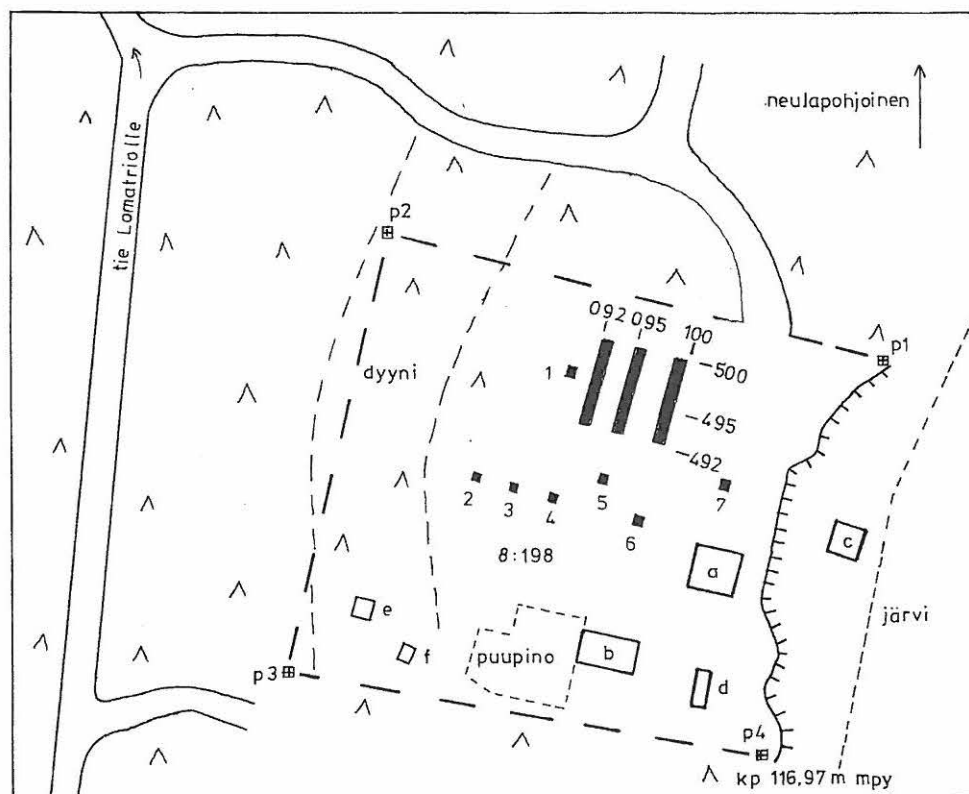 neulapohjoinen
tie Lomatriolle
p2
092
095
100
p1
dyyni
1
–500
–495
–492
2
3
4
5
6
7
8:198
a
c
järvi
e
f
puupino
b
d
p3
p4
kp 116,97 m mpy